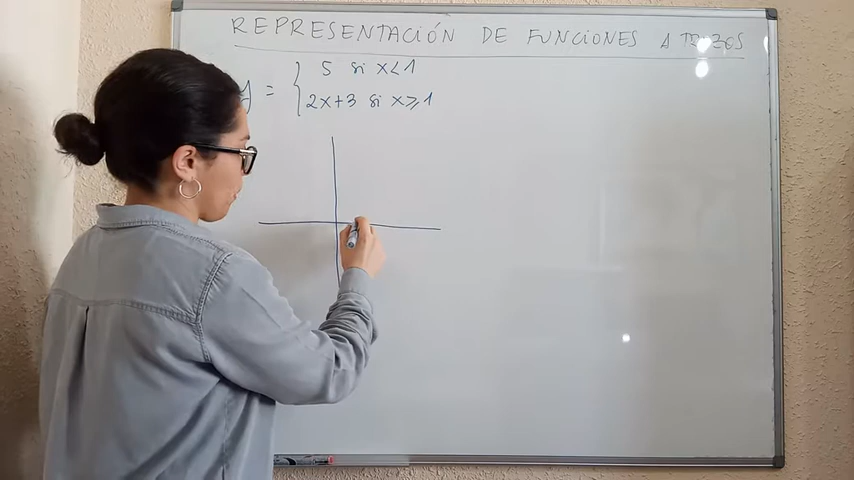 REPRESENTACIÓN DE FUNCIONES A TROZOS
y = { 5 si x<1
2x+3 si x⩾1